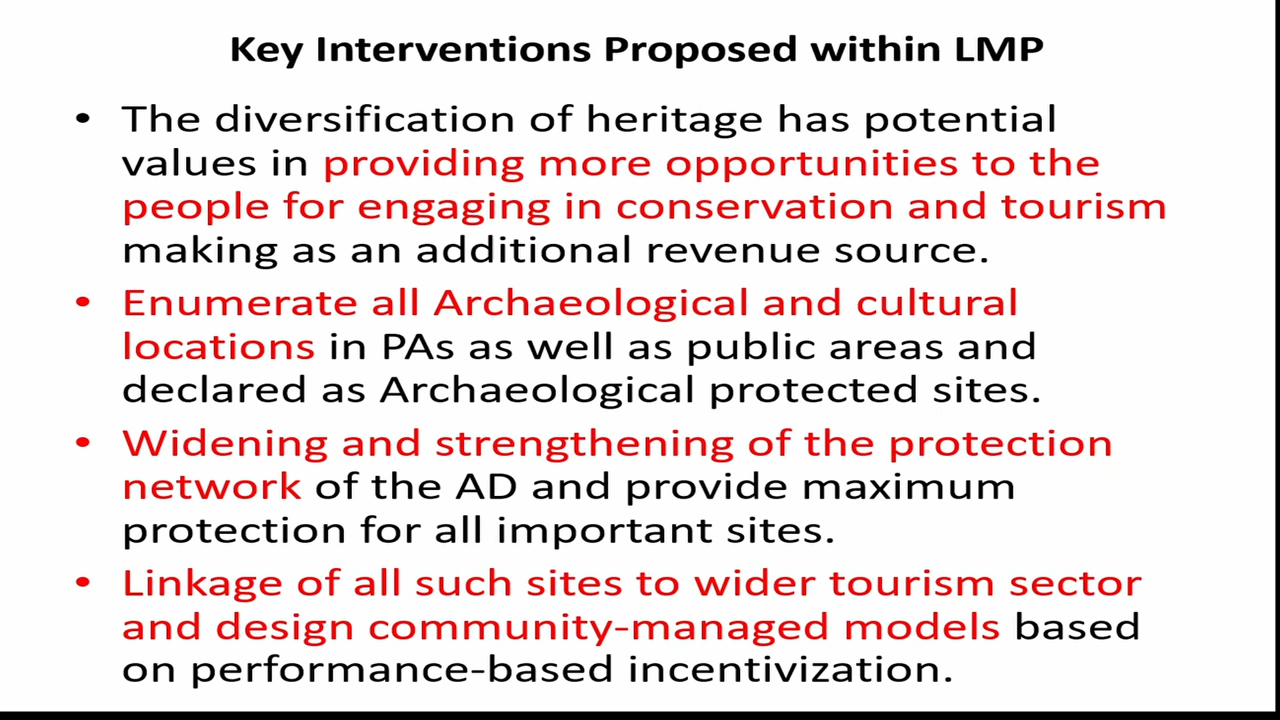 Key Interventions Proposed within LMP
• The diversification of heritage has potential
values in providing more opportunities to the
people for engaging in conservation and tourism
making as an additional revenue source.
• Enumerate all Archaeological and cultural
locations in PAs as well as public areas and
declared as Archaeological protected sites.
• Widening and strengthening of the protection
network of the AD and provide maximum
protection for all important sites.
• Linkage of all such sites to wider tourism sector
and design community-managed models based
on performance-based incentivization.